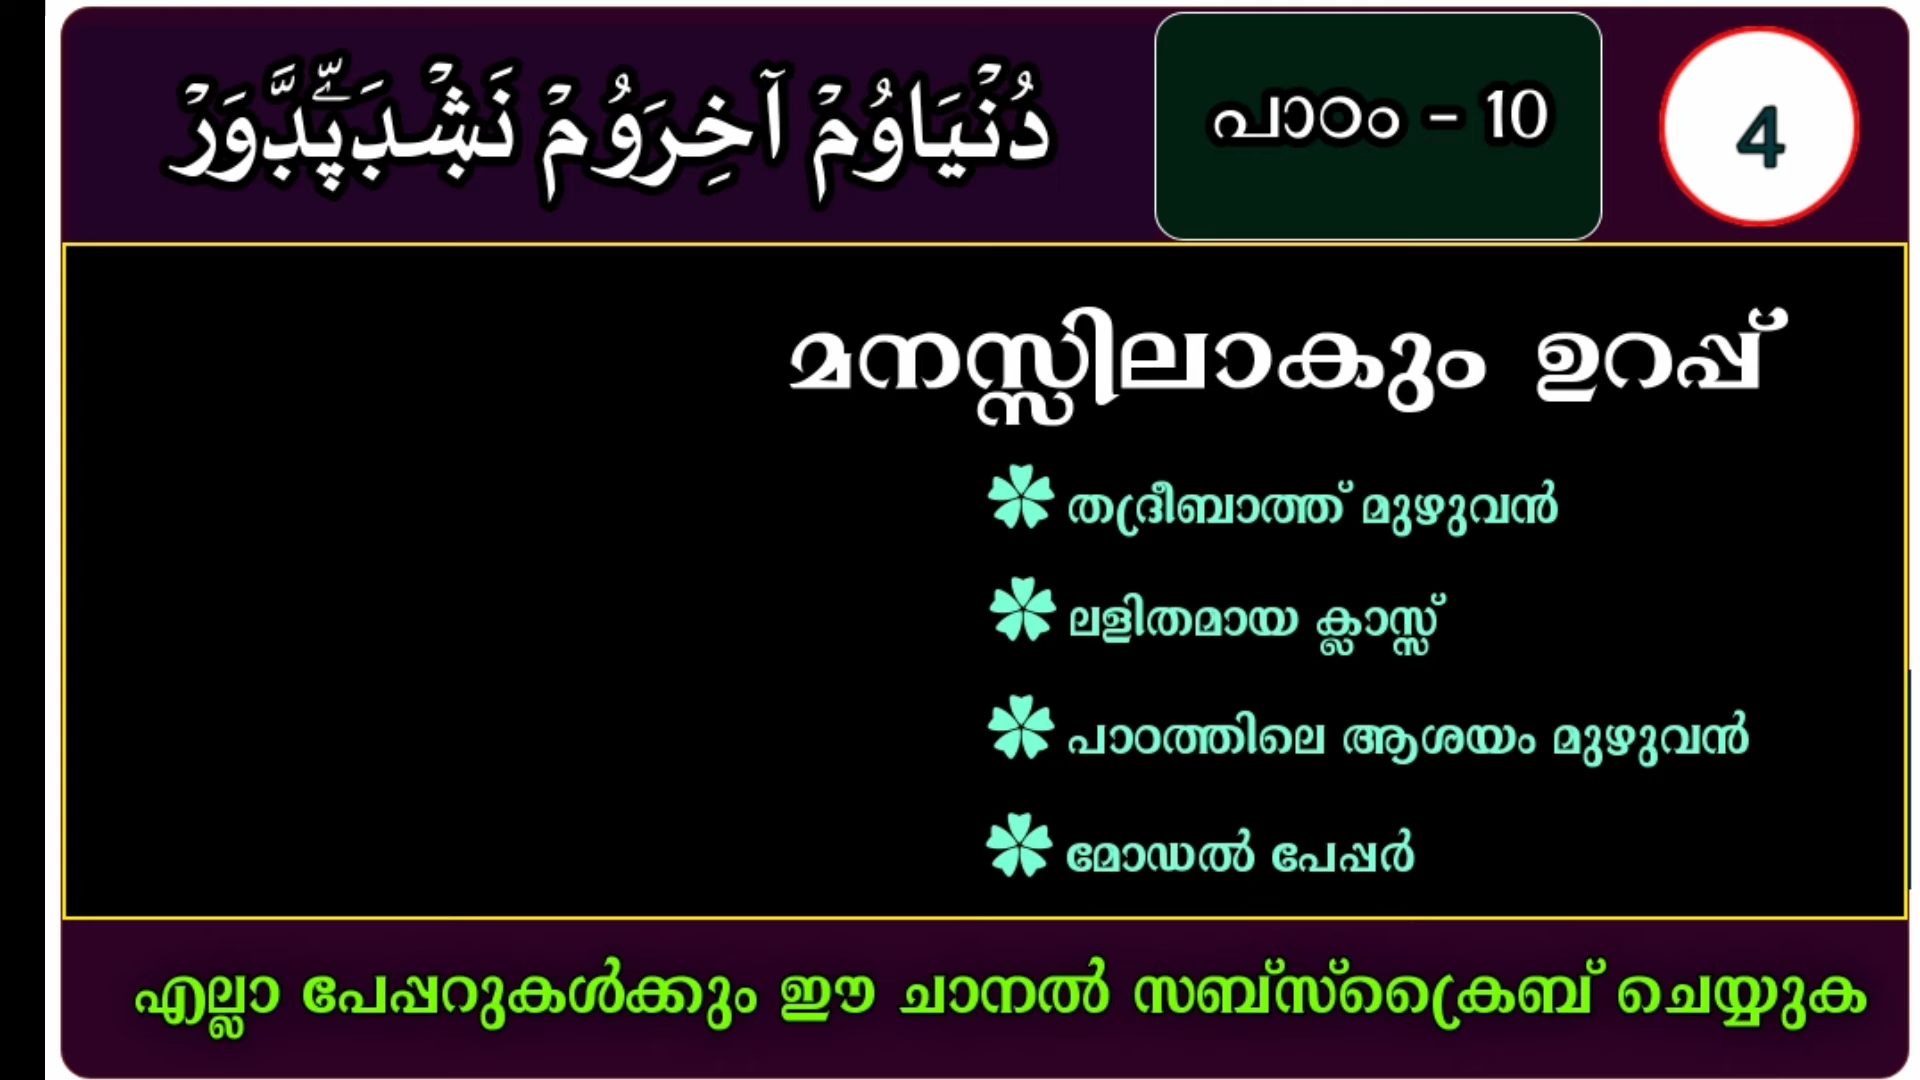 دُنْيَاوُمْ آخِرَوُمْ نَشْڊَپّيڊَّوَرْ
പാഠം - 10
4
മനസ്സിലാകും ഉറപ്പ്
തദ്രീബാത്ത് മുഴുവൻ
ലളിതമായ ക്ലാസ്സ്
പാഠത്തിലെ ആശയം മുഴുവൻ
മോഡൽ പേപ്പർ
എല്ലാ പേപ്പറുകൾക്കും ഈ ചാനൽ സബ്സ്ക്രൈബ് ചെയ്യുക